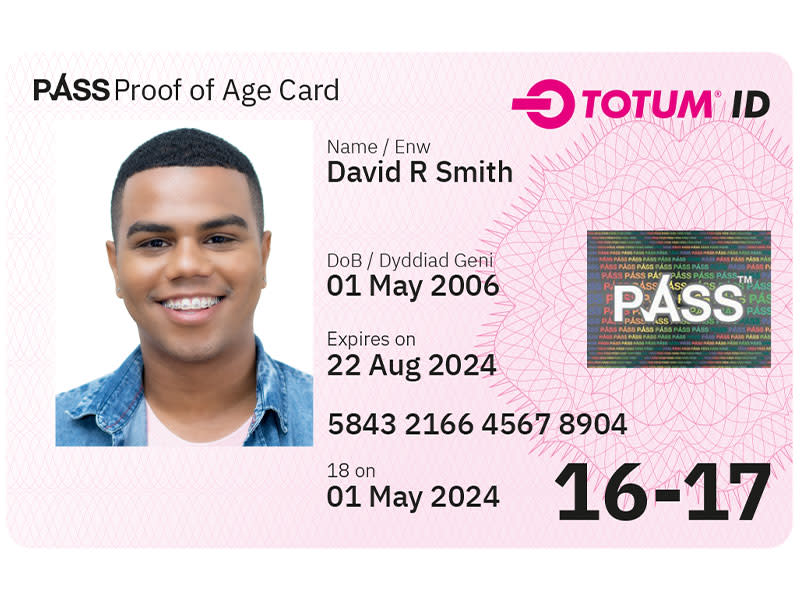 PASS Proof of Age Card
TOTUM® ID
Name / Enw
David R Smith
DoB / Dyddiad Geni
01 May 2006
Expires on
22 Aug 2024
5843 2166 4567 8904
18 on
01 May 2024
PASS™
16-17